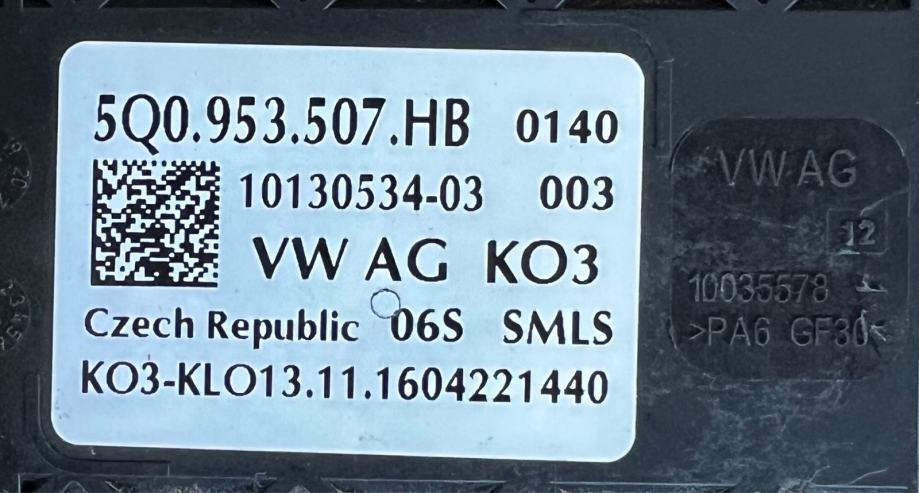 5Q0.953.507.HB 0140
10130534-03 003
VW AG KO3
Czech Republic 06S SMLS
KO3-KLO13.11.1604221440
VW AG
12
10035578
>PA6 GF30<